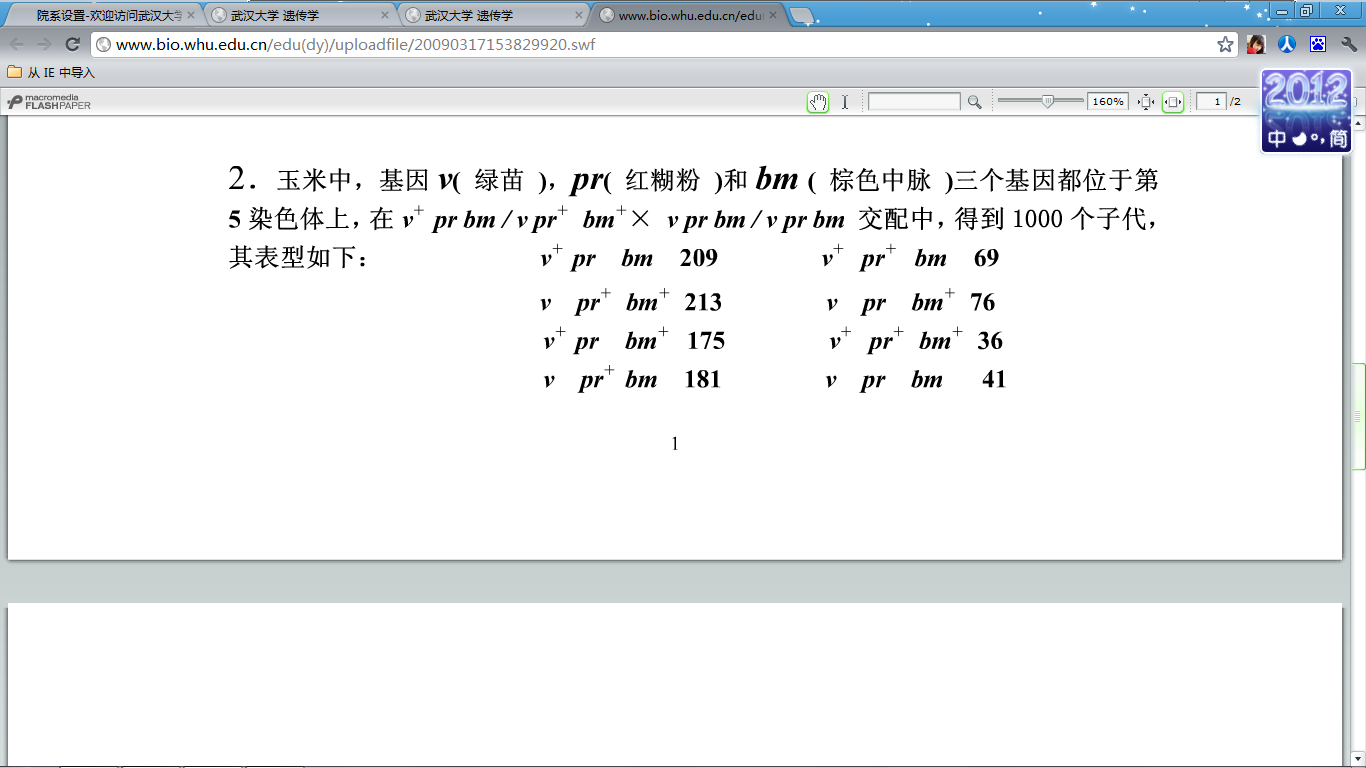 院系设置-欢迎访问武汉大学
武汉大学 遗传学
武汉大学 遗传学
www.bio.whu.edu.cn/edu
www.bio.whu.edu.cn/edu(dy)/uploadfile/20090317153829920.swf
从 IE 中导入
macromedia
FLASHPAPER
160%
1 /2
2012
中 简
2. 玉米中，基因 v( 绿苗 )，pr( 红糊粉 )和 bm ( 棕色中脉 )三个基因都位于第
5 染色体上，在 v⁺ pr bm / v pr⁺ bm⁺ × v pr bm / v pr bm 交配中，得到 1000 个子代，
其表型如下： v⁺ pr bm 209 v⁺ pr⁺ bm 69
v pr⁺ bm⁺ 213 v pr bm⁺ 76
v⁺ pr bm⁺ 175 v⁺ pr⁺ bm⁺ 36
v pr⁺ bm 181 v pr bm 41
1